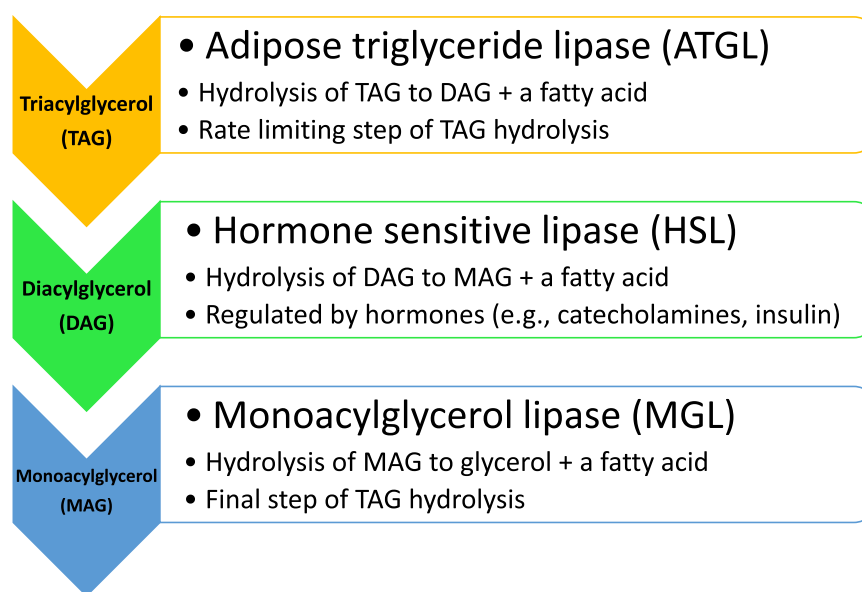 Triacylglycerol
(TAG)
• Adipose triglyceride lipase (ATGL)
• Hydrolysis of TAG to DAG + a fatty acid
• Rate limiting step of TAG hydrolysis
Diacylglycerol
(DAG)
• Hormone sensitive lipase (HSL)
• Hydrolysis of DAG to MAG + a fatty acid
• Regulated by hormones (e.g., catecholamines, insulin)
Monoacylglycerol
(MAG)
• Monoacylglycerol lipase (MGL)
• Hydrolysis of MAG to glycerol + a fatty acid
• Final step of TAG hydrolysis